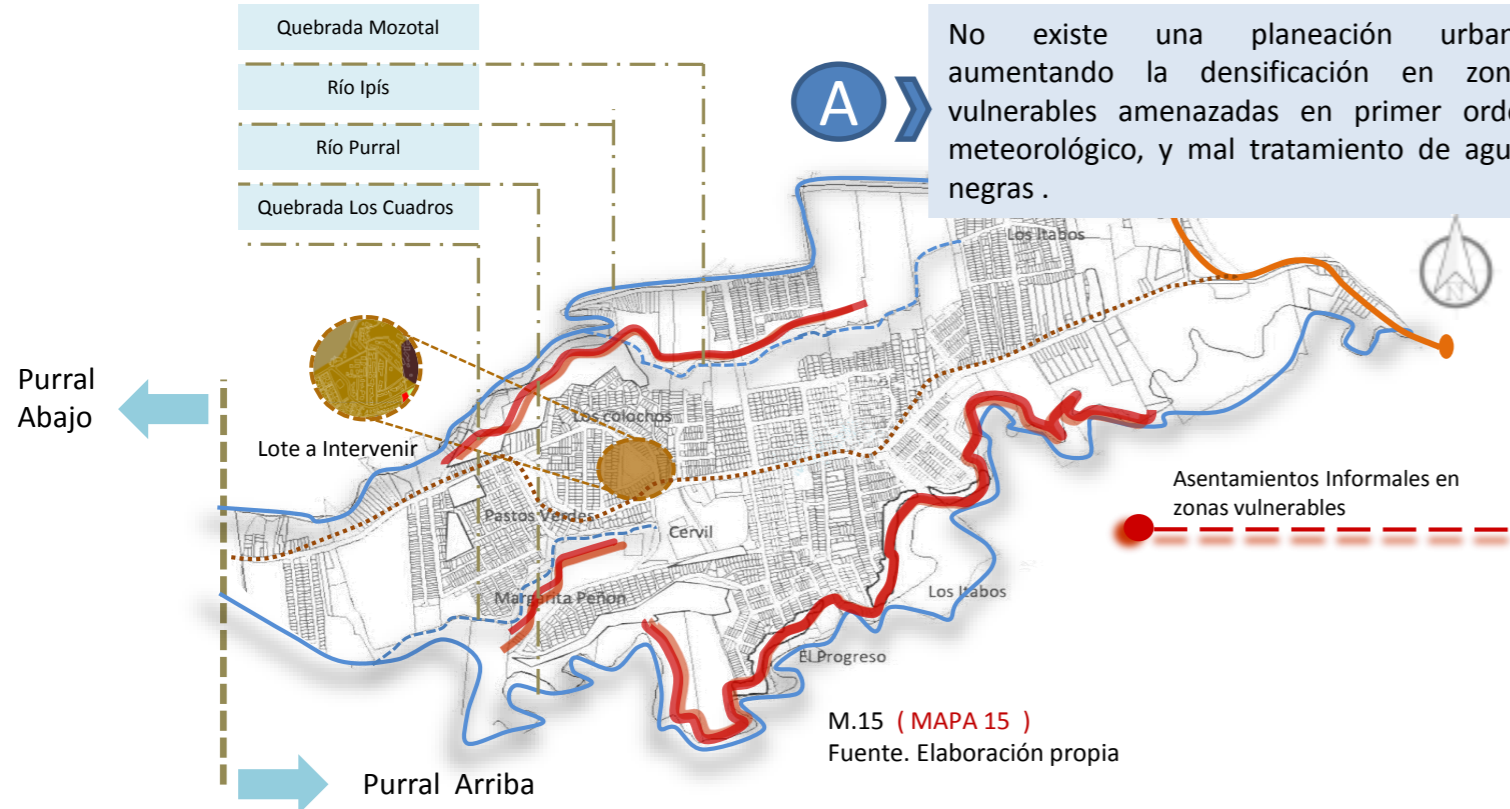 Quebrada Mozotal
Río Ipís
Río Purral
Quebrada Los Cuadros
A
No existe una planeación urban
aumentando la densificación en zon
vulnerables amenazadas en primer ord
meteorológico, y mal tratamiento de agu
negras .
Los Itabos
N
Purral
Abajo
Lote a Intervenir
Los colochos
Pastos Verdes
Cervil
Margarita Peñon
Asentamientos Informales en
zonas vulnerables
Los Itabos
El Progreso
M.15 ( MAPA 15 )
Fuente. Elaboración propia
Purral Arriba